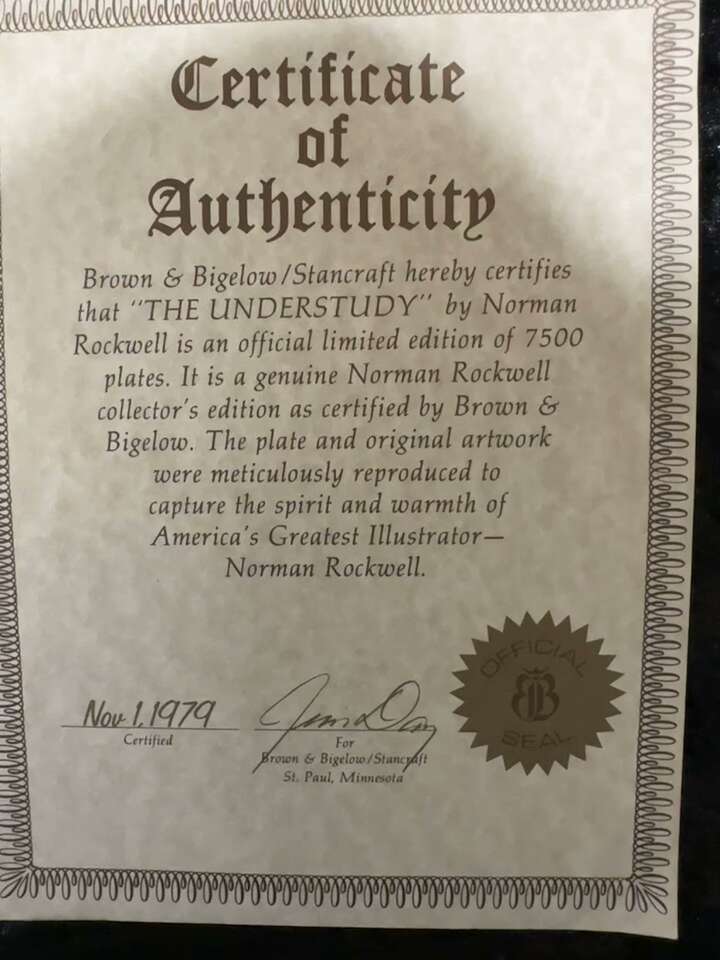 Certificate
of
Authenticity
Brown & Bigelow/Stancraft hereby certifies
that "THE UNDERSTUDY" by Norman
Rockwell is an official limited edition of 7500
plates. It is a genuine Norman Rockwell
collector's edition as certified by Brown &
Bigelow. The plate and original artwork
were meticulously reproduced to
capture the spirit and warmth of
America's Greatest Illustrator—
Norman Rockwell.
Nov 1, 1979
Certified
For
Brown & Bigelow/Stancraft
St. Paul, Minnesota
OFFICIAL
SEAL